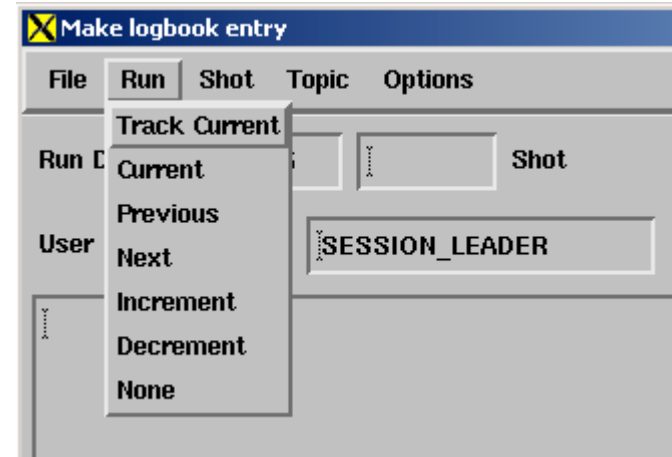 Make logbook entry
File Run Shot Topic Options
Track Current
Run Shot
Current
Previous
User SESSION_LEADER
Next
Increment
Decrement
None